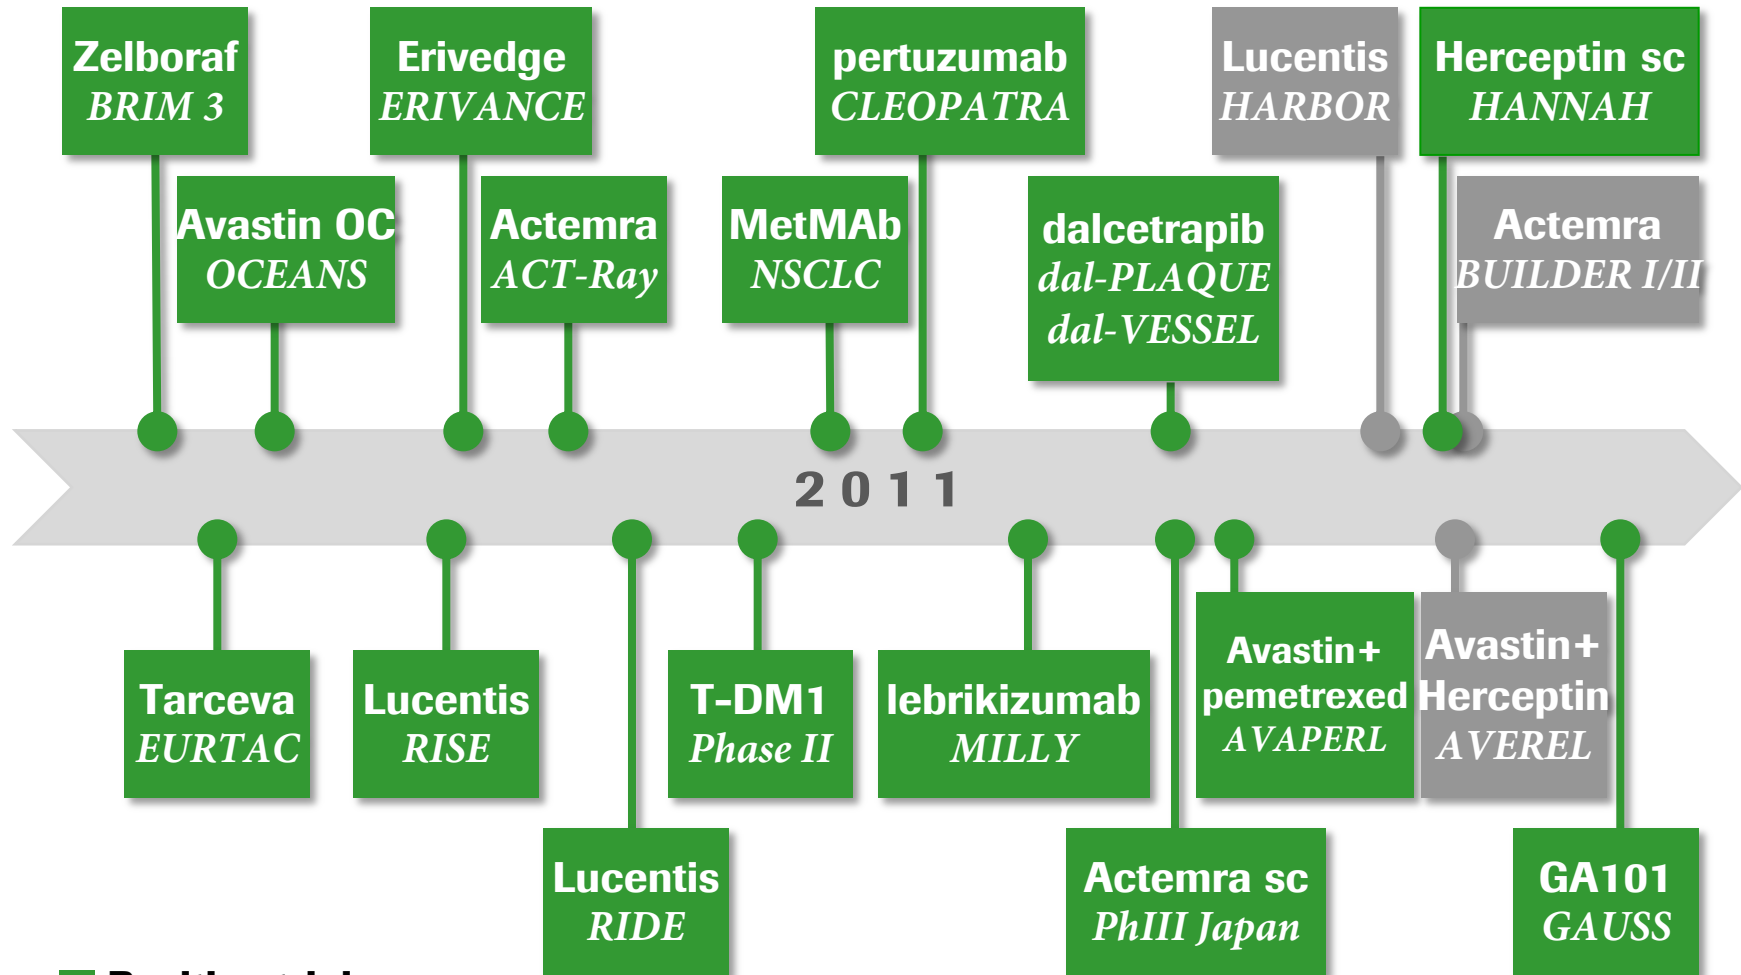 Zelboraf
BRIM 3
Erivedge
ERIVANCE
pertuzumab
CLEOPATRA
Lucentis
HARBOR
Herceptin sc
HANNAH
Avastin OC
OCEANS
Actemra
ACT-Ray
MetMAb
NSCLC
dalcetrapib
dal-PLAQUE
dal-VESSEL
Actemra
BUILDER I/II
2011
Tarceva
EURTAC
Lucentis
RISE
T-DM1
Phase II
lebrikizumab
MILLY
Avastin+
pemetrexed
AVAPERL
Avastin+
Herceptin
AVEREL
Lucentis
RIDE
Actemra sc
PhIII Japan
GA101
GAUSS